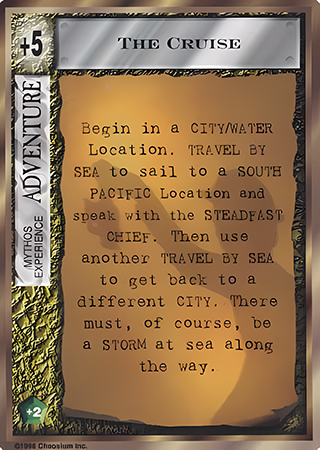 +5
THE CRUISE
MYTHOS
EXPERIENCE
ADVENTURE
Begin in a CITY/WATER
Location. TRAVEL BY
SEA to sail to a SOUTH
PACIFIC Location and
speak with the STEADFAST
CHIEF. Then use
another TRAVEL BY SEA
to get back to a
different CITY. There
must, of course, be
a STORM at sea along
the way.
+2
©1996 Chaosium Inc.